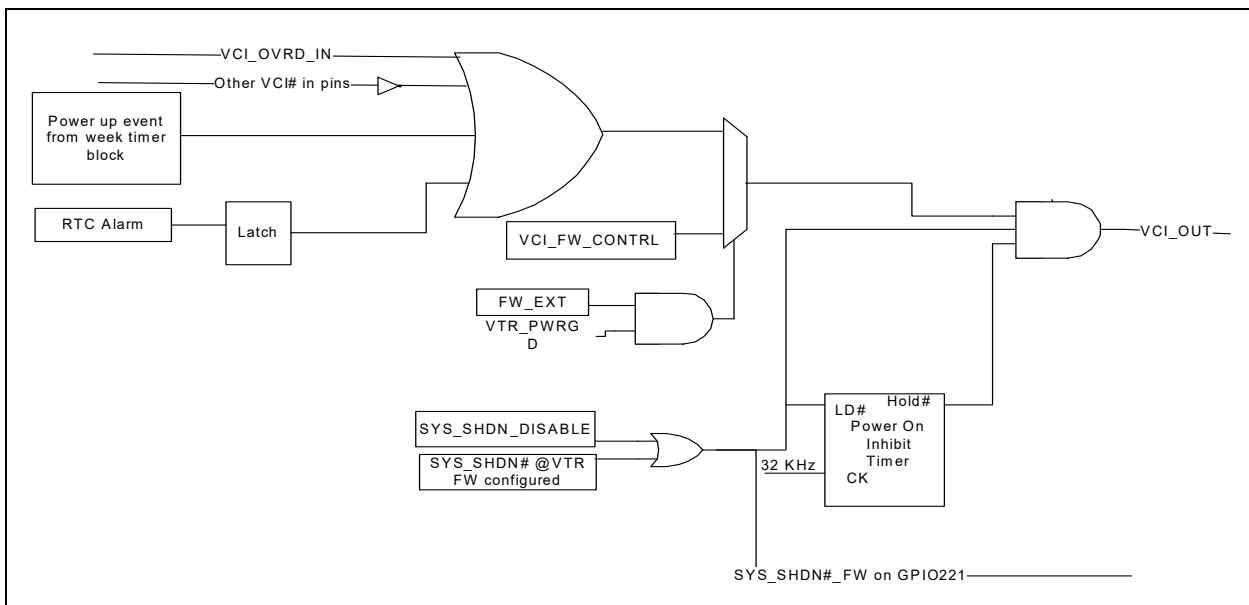 VCI_OVRD_IN
Other VCI# in pins
Power up event
from week timer
block
RTC Alarm
Latch
VCI_FW_CONTRL
VCI_OUT
FW_EXT
VTR_PWRG
D
SYS_SHDN_DISABLE
SYS_SHDN# @VTR
FW configured
LD#
Hold#
Power On
Inhibit
Timer
32 KHz
CK
SYS_SHDN#_FW on GPIO221